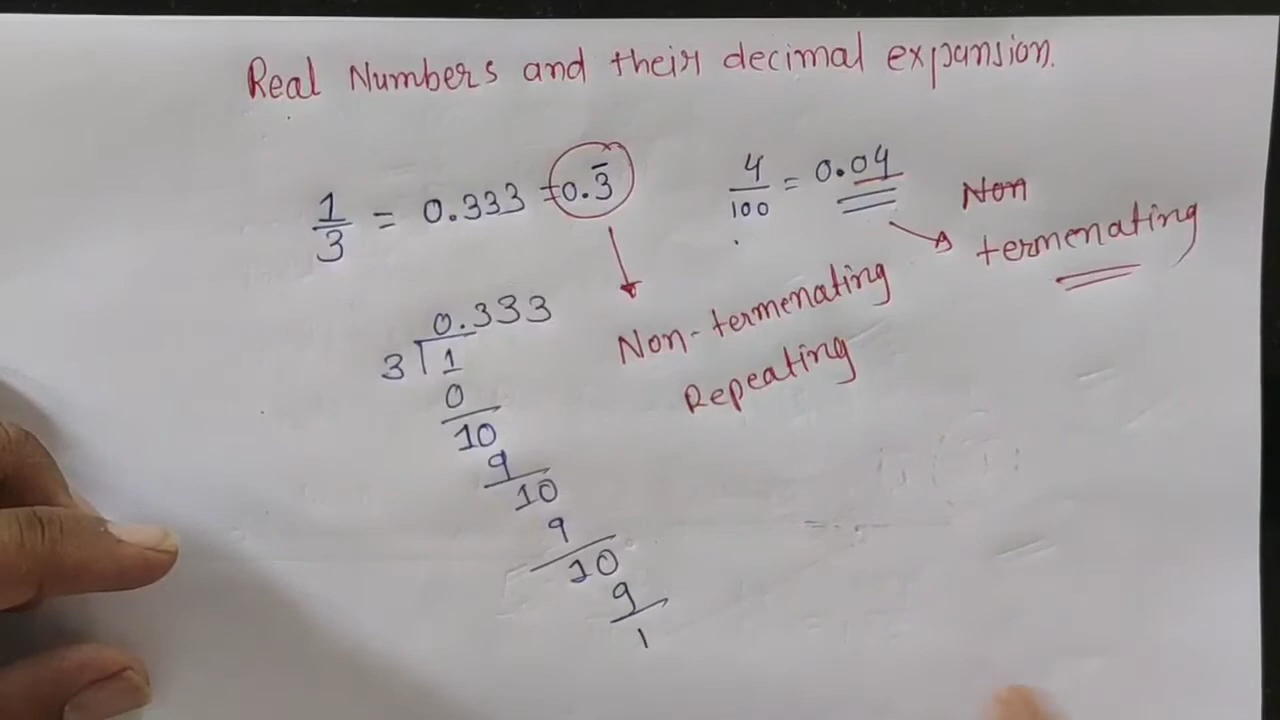 Real Numbers and their decimal expansion.
1/3 = 0.333 = 0.3̅
4/100 = 0.04
Non
termenating
Non-termenating
Repeating
0.333
3 1
0
10
9
10
9
10
9
1